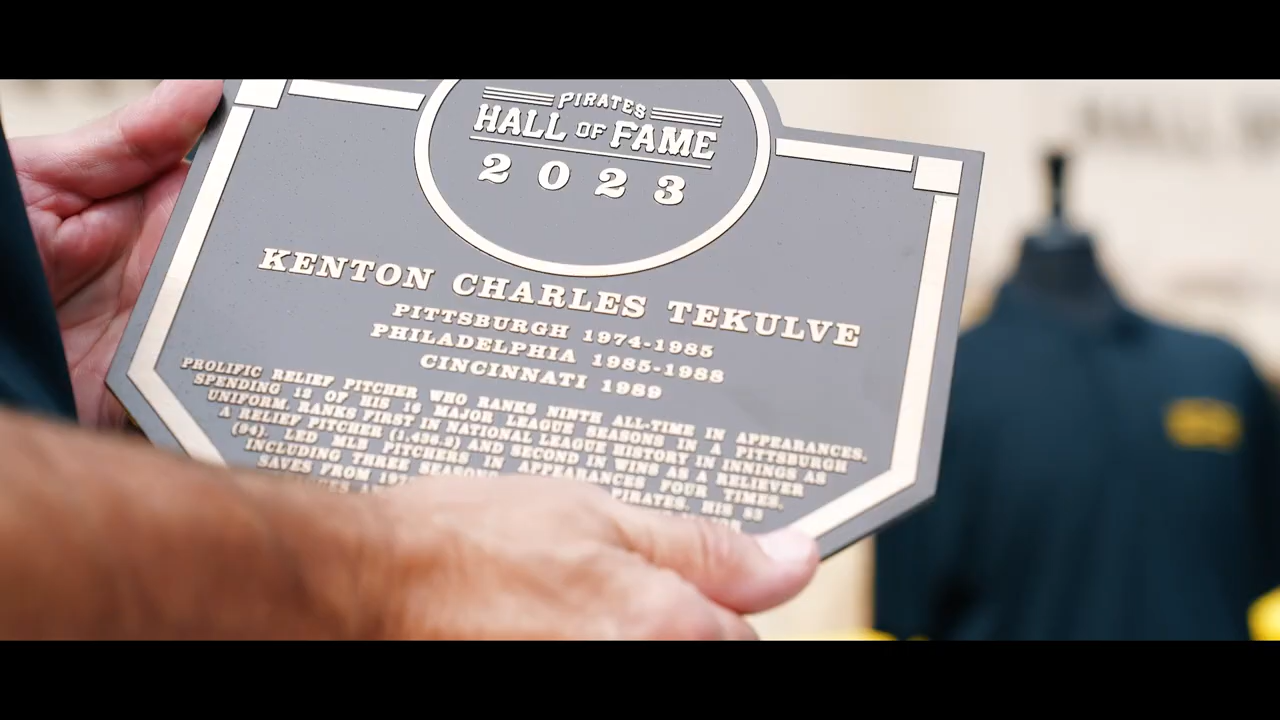 PIRATES
HALL OF FAME
2023
KENTON CHARLES TEKULVE
PITTSBURGH 1974-1985
PHILADELPHIA 1985-1988
CINCINNATI 1989
PROLIFIC RELIEF PITCHER WHO RANKS NINTH ALL-TIME IN APPEARANCES.
SPENDING 12 OF HIS 16 MAJOR LEAGUE SEASONS IN A PITTSBURGH
UNIFORM, RANKS FIRST IN NATIONAL LEAGUE HISTORY IN INNINGS AS
A RELIEF PITCHER (1,436.2) AND SECOND IN WINS AS A RELIEVER
(94). LED MLB PITCHERS IN APPEARANCES FOUR TIMES,
INCLUDING THREE SEASONS PIRATES. HIS
SAVES FROM